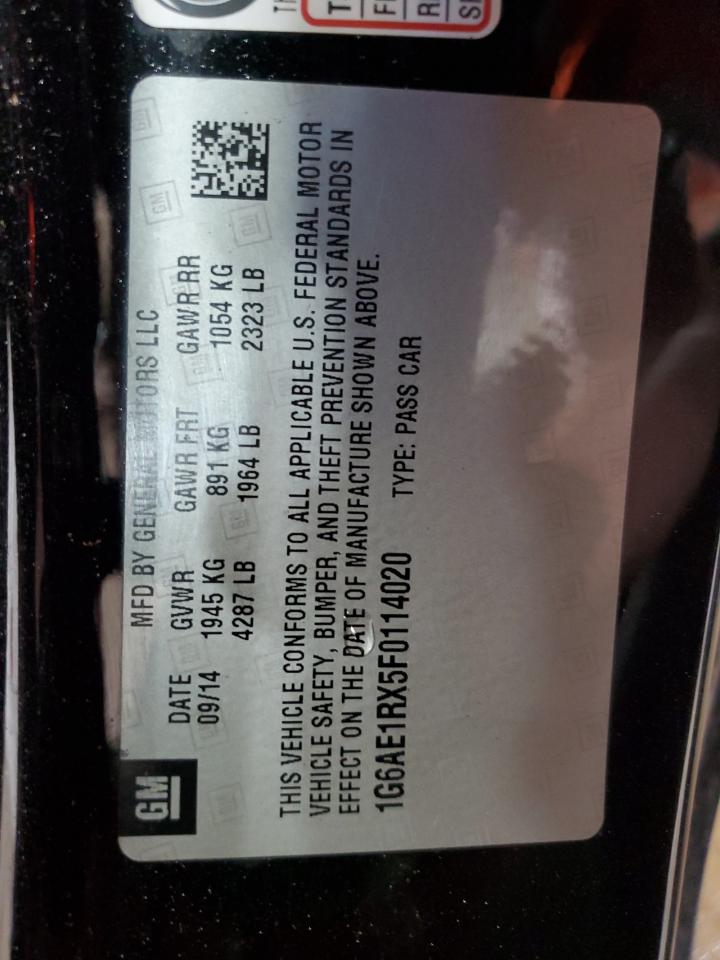 GM
MFD BY GENERAL MOTORS LLC
DATE GVWR GAWR FRT GAWR RR
09/14 1945 KG 891 KG 1054 KG
4287 LB 1964 LB 2323 LB
THIS VEHICLE CONFORMS TO ALL APPLICABLE U.S. FEDERAL MOTOR
VEHICLE SAFETY, BUMPER, AND THEFT PREVENTION STANDARDS IN
EFFECT ON THE DATE OF MANUFACTURE SHOWN ABOVE.
1G6AE1RX5F0114020 TYPE: PASS CAR